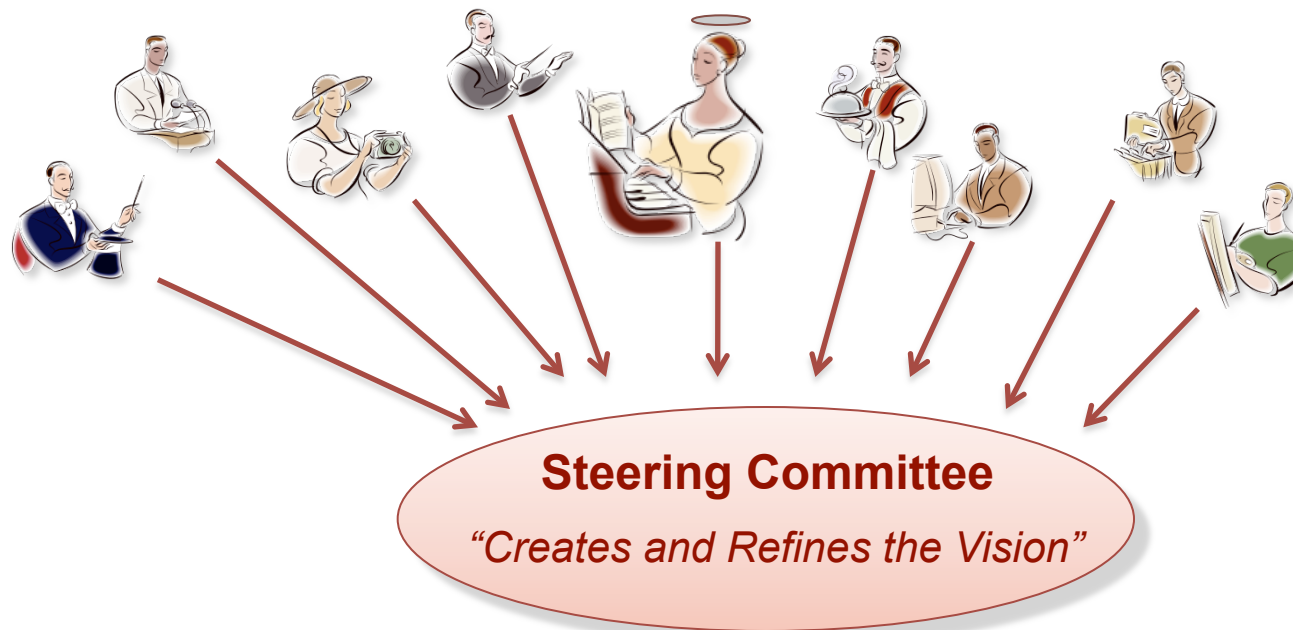 Steering Committee
“Creates and Refines the Vision”